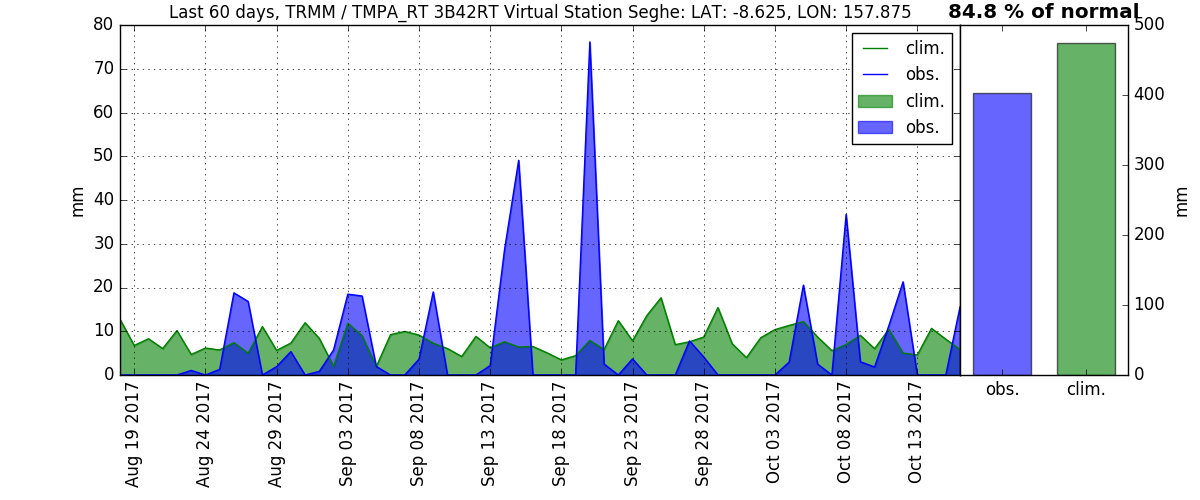 Last 60 days, TRMM / TMPA_RT 3B42RT Virtual Station Seghe: LAT: -8.625, LON: 157.875
84.8 % of normal
80
70
60
50
40
30
20
10
0
mm
clim.
obs.
clim.
obs.
Aug 19 2017
Aug 24 2017
Aug 29 2017
Sep 03 2017
Sep 08 2017
Sep 13 2017
Sep 18 2017
Sep 23 2017
Sep 28 2017
Oct 03 2017
Oct 08 2017
Oct 13 2017
500
400
300
200
100
0
mm
obs.
clim.